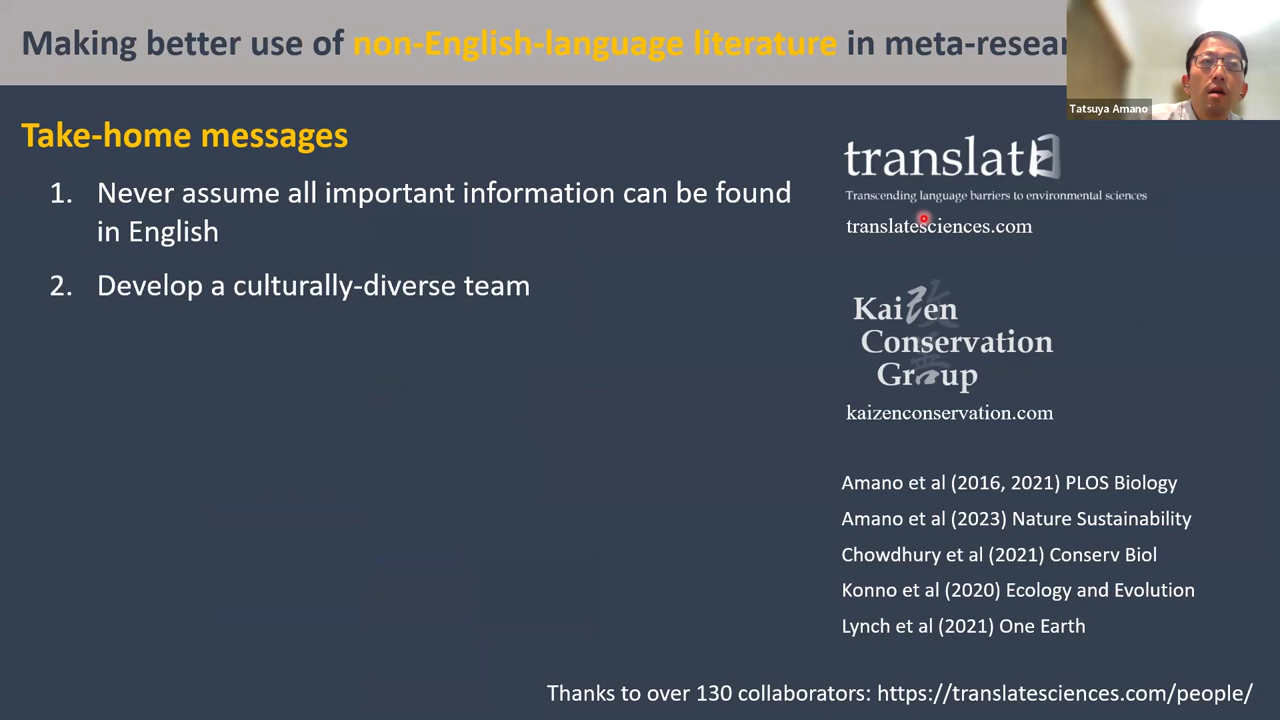 Making better use of non-English-language literature in meta-resear
Tatsuya Amano
Take-home messages
1. Never assume all important information can be found
in English
2. Develop a culturally-diverse team
translatE
Transcending language barriers to environmental sciences
translatesciences.com
改
善
Kaizen
Conservation
Group
kaizenconservation.com
Amano et al (2016, 2021) PLOS Biology
Amano et al (2023) Nature Sustainability
Chowdhury et al (2021) Conserv Biol
Konno et al (2020) Ecology and Evolution
Lynch et al (2021) One Earth
Thanks to over 130 collaborators: https://translatesciences.com/people/